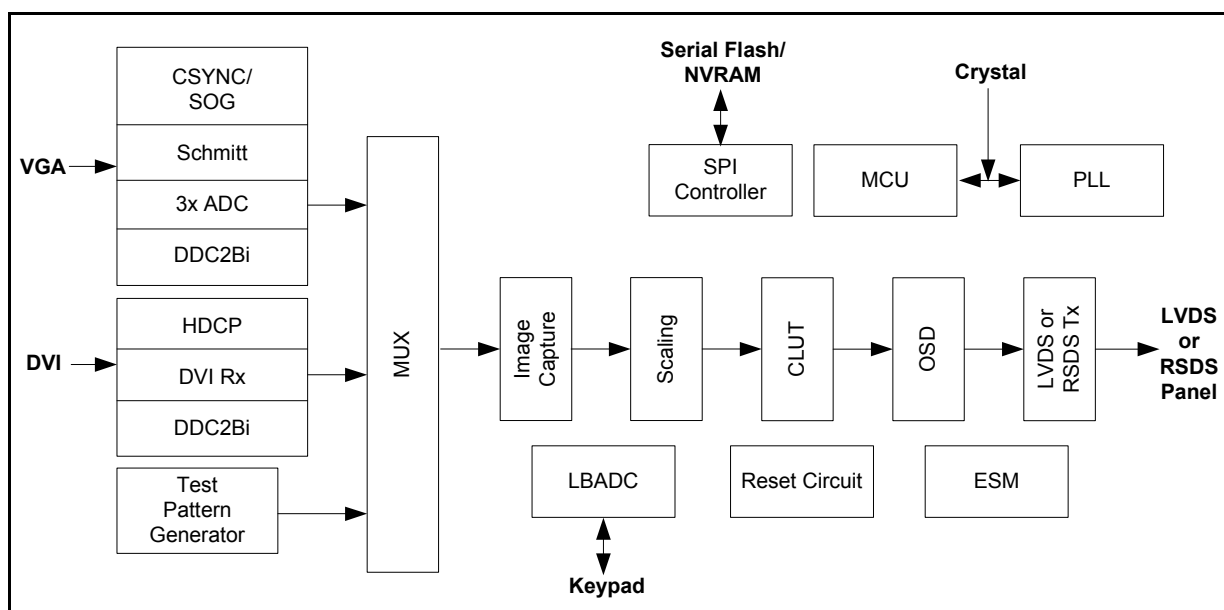 CSYNC/
SOG
Schmitt
3x ADC
DDC2Bi
VGA
HDCP
DVI Rx
DDC2Bi
DVI
Test
Pattern
Generator
MUX
Serial Flash/
NVRAM
SPI
Controller
Crystal
MCU
PLL
Image
Capture
Scaling
CLUT
OSD
LVDS or
RSDS Tx
LVDS
or
RSDS
Panel
LBADC
Reset Circuit
ESM
Keypad